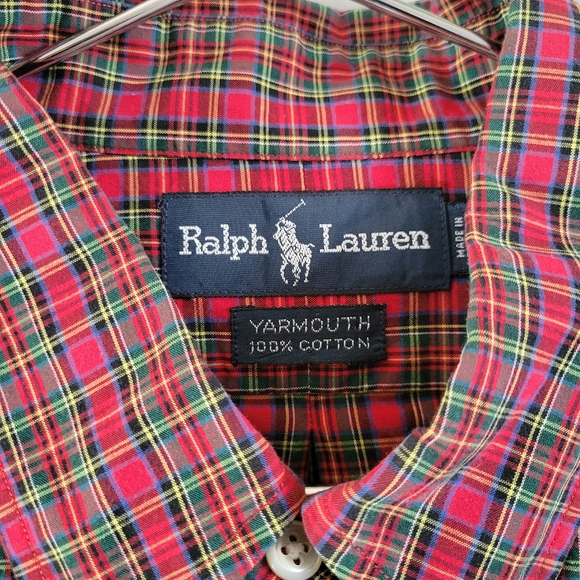 Ralph Lauren
MADE IN
YARMOUTH
100% COTTON